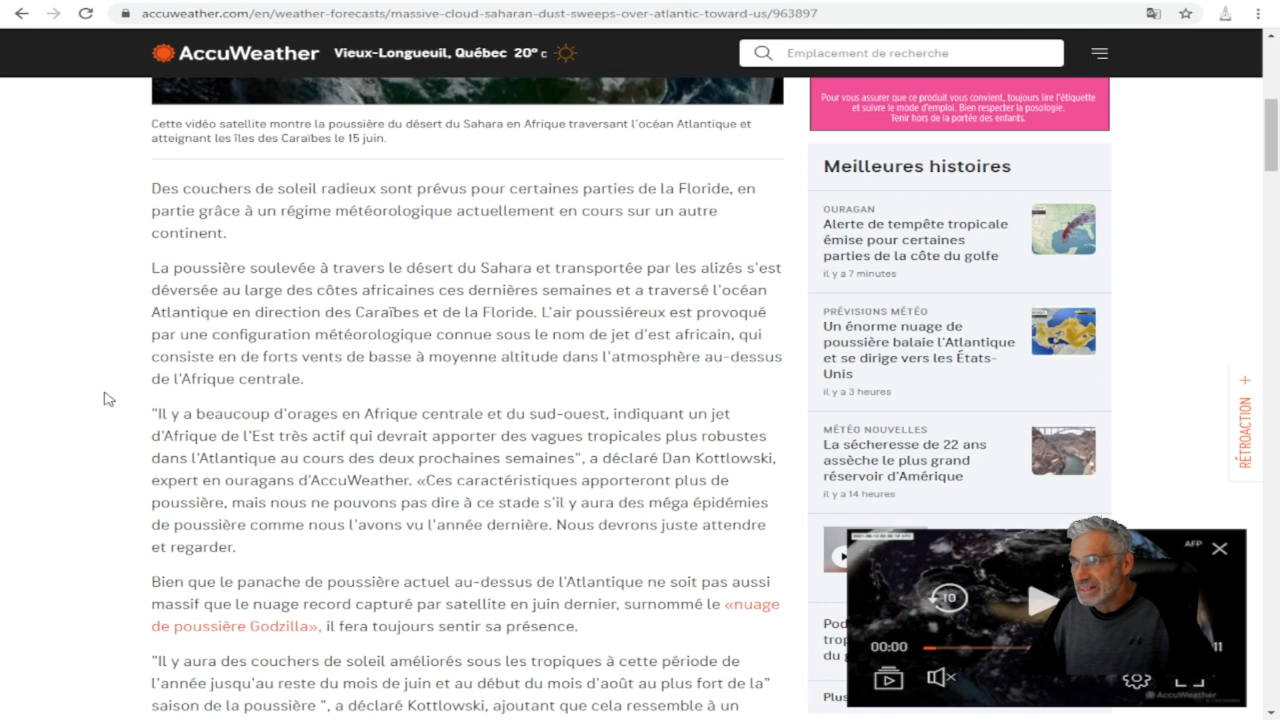 accuweather.com/en/weather-forecasts/massive-cloud-saharan-dust-sweeps-over-atlantic-toward-us/963897
AccuWeather
Vieux-Longueuil, Québec 20° c
Emplacement de recherche
Cette vidéo satellite montre la poussière du désert du Sahara en Afrique traversant l'océan Atlantique et
atteignant les îles des Caraïbes le 15 juin.
Des couchers de soleil radieux sont prévus pour certaines parties de la Floride, en
partie grâce à un régime météorologique actuellement en cours sur un autre
continent.
La poussière soulevée à travers le désert du Sahara et transportée par les alizés s'est
déversée au large des côtes africaines ces dernières semaines et a traversé l'océan
Atlantique en direction des Caraïbes et de la Floride. L'air poussiéreux est provoqué
par une configuration météorologique connue sous le nom de jet d'est africain, qui
consiste en de forts vents de basse à moyenne altitude dans l'atmosphère au-dessus
de l'Afrique centrale.
"Il y a beaucoup d'orages en Afrique centrale et du sud-ouest, indiquant un jet
d'Afrique de l'Est très actif qui devrait apporter des vagues tropicales plus robustes
dans l'Atlantique au cours des deux prochaines semaines", a déclaré Dan Kottlowski,
expert en ouragans d'AccuWeather. «Ces caractéristiques apporteront plus de
poussière, mais nous ne pouvons pas dire à ce stade s'il y aura des méga épidémies
de poussière comme nous l'avons vu l'année dernière. Nous devrons juste attendre
et regarder.
Bien que le panache de poussière actuel au-dessus de l'Atlantique ne soit pas aussi
massif que le nuage record capturé par satellite en juin dernier, surnommé le «nuage
de poussière Godzilla», il fera toujours sentir sa présence.
"Il y aura des couchers de soleil améliorés sous les tropiques à cette période de
l'année jusqu'au reste du mois de juin et au début du mois d'août au plus fort de la"
saison de la poussière ", a déclaré Kottlowski, ajoutant que cela ressemble à un
Pour vous assurer que ce produit vous convient, toujours lire l'étiquette
et suivre le mode d'emploi. Bien respecter la posologie.
Tenir hors de la portée des enfants.
Meilleures histoires
OURAGAN
Alerte de tempête tropicale
émise pour certaines
parties de la côte du golfe
il y a 7 minutes
PRÉVISIONS MÉTÉO
Un énorme nuage de
poussière balaie l'Atlantique
et se dirige vers les États-
Unis
il y a 3 heures
MÉTÉO NOUVELLES
La sécheresse de 22 ans
assèche le plus grand
réservoir d'Amérique
il y a 14 heures
Pod
trop
du
Plus
AFP
10
00:00
11
AccuWeather
RÉTROACTION +